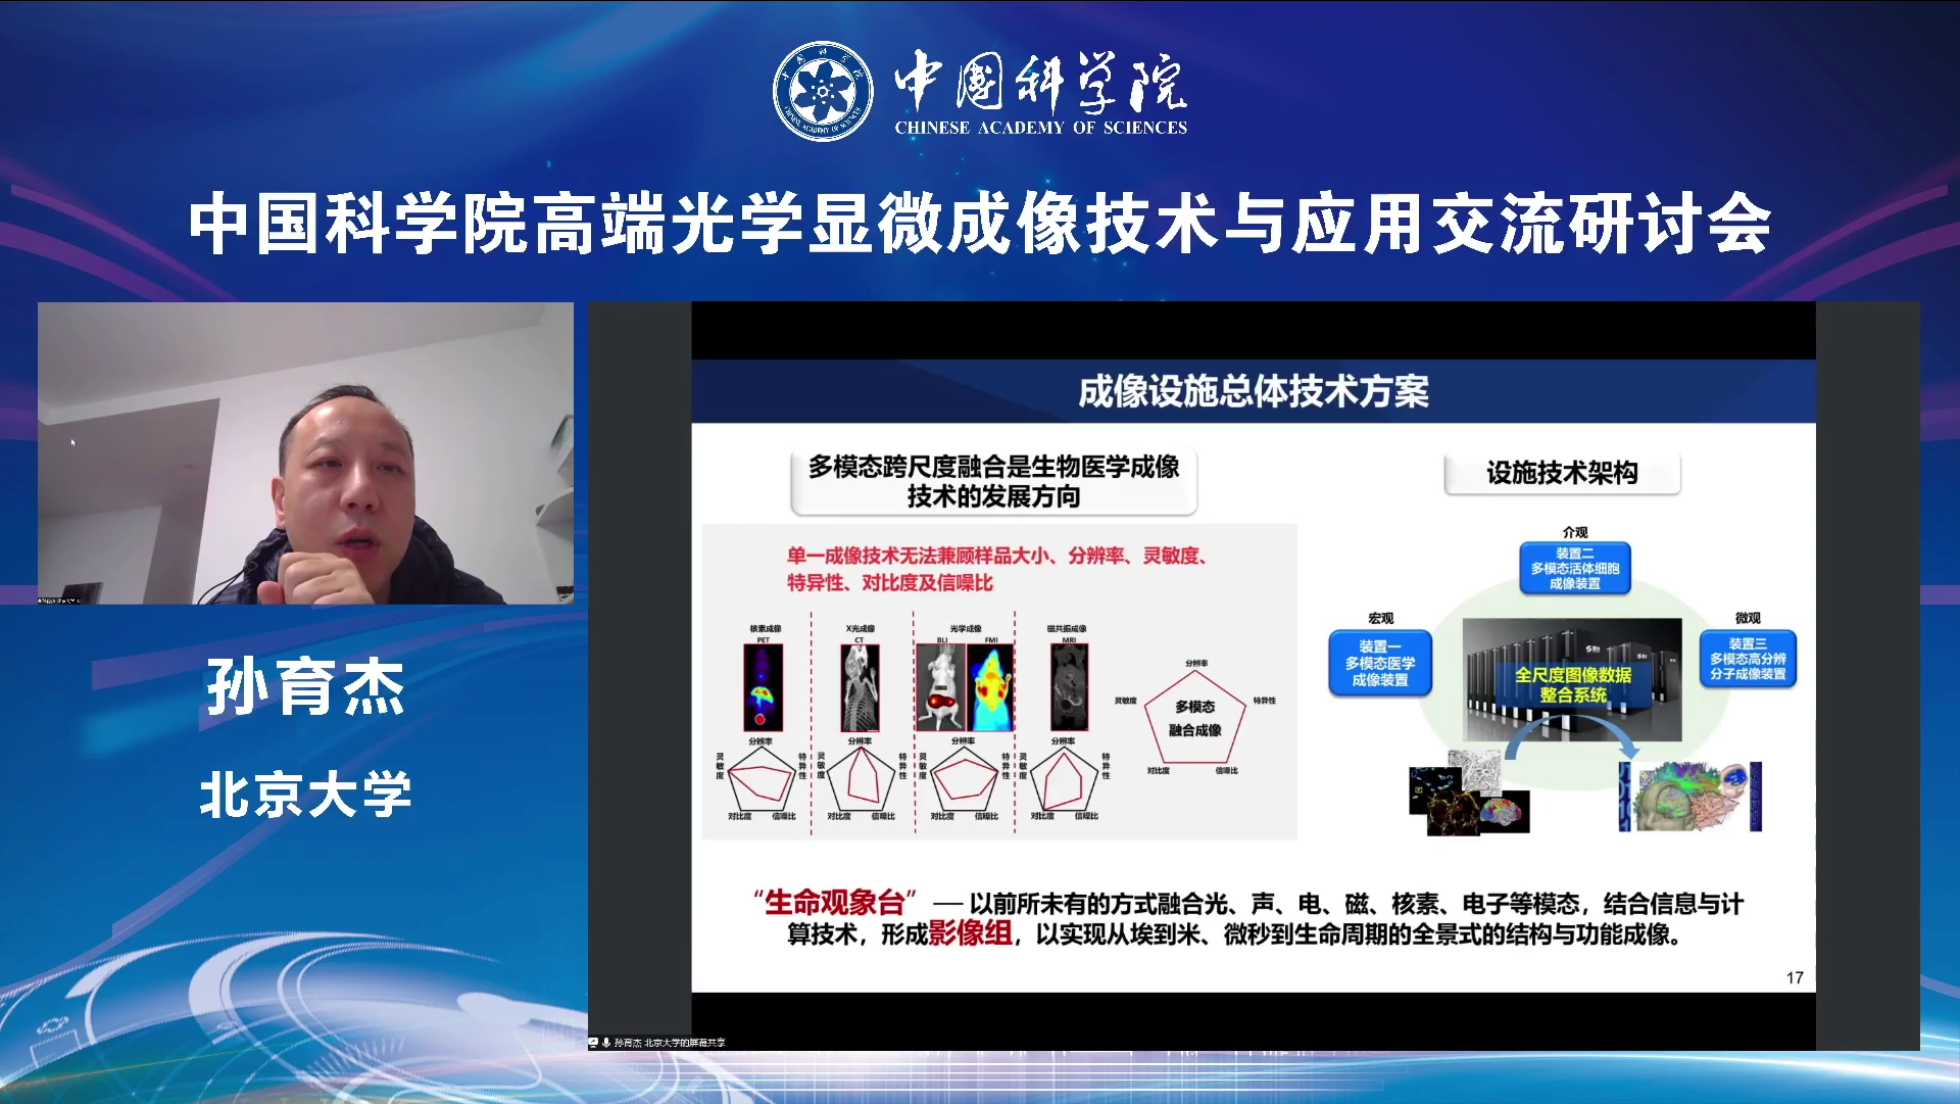 中国科学院
CHINESE ACADEMY OF SCIENCES
中国科学院高端光学显微成像技术与应用交流研讨会
孙育杰
北京大学
成像设施总体技术方案
多模态跨尺度融合是生物医学成像
技术的发展方向
单一成像技术无法兼顾样品大小、分辨率、灵敏度、
特异性、对比度及信噪比
核素成像
PET
X光成像
CT
光学成像
BLI FMI
磁共振成像
MRI
分辨率
灵敏度
特异性
对比度 信噪比
分辨率
灵敏度
特异性
对比度 信噪比
分辨率
灵敏度
特异性
对比度 信噪比
分辨率
灵敏度
特异性
对比度 信噪比
分辨率
灵敏度
特异性
多模态
融合成像
对比度 信噪比
设施技术架构
介观
装置二
多模态活体细胞
成像装置
宏观
装置一
多模态医学
成像装置
微观
装置三
多模态高分辨
分子成像装置
全尺度图像数据
整合系统
“生命观象台” — 以前所未有的方式融合光、声、电、磁、核素、电子等模态，结合信息与计
算技术，形成影像组，以实现从埃到米、微秒到生命周期的全景式的结构与功能成像。
17
孙育杰 北京大学的屏幕共享